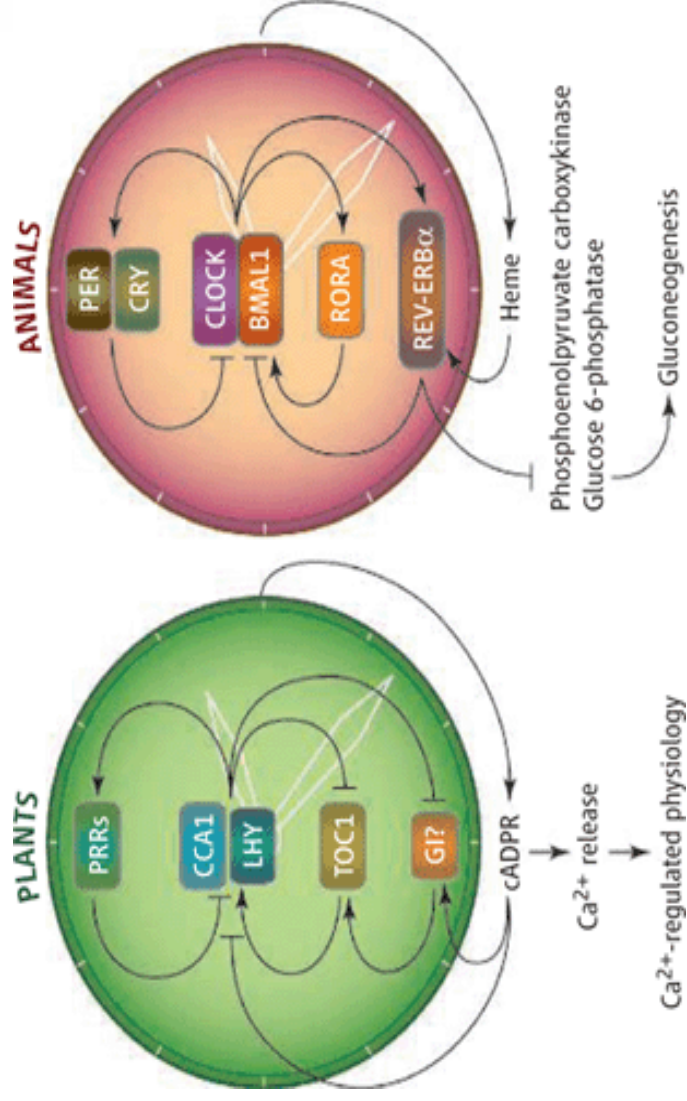 PLANTS
PRRs
CCA1
LHY
TOC1
GI?
cADPR
Ca²⁺ release
Ca²⁺-regulated physiology
ANIMALS
PER
CRY
CLOCK
BMAL1
RORA
REV-ERBα
Heme
Phosphoenolpyruvate carboxykinase
Glucose 6-phosphatase
Gluconeogenesis